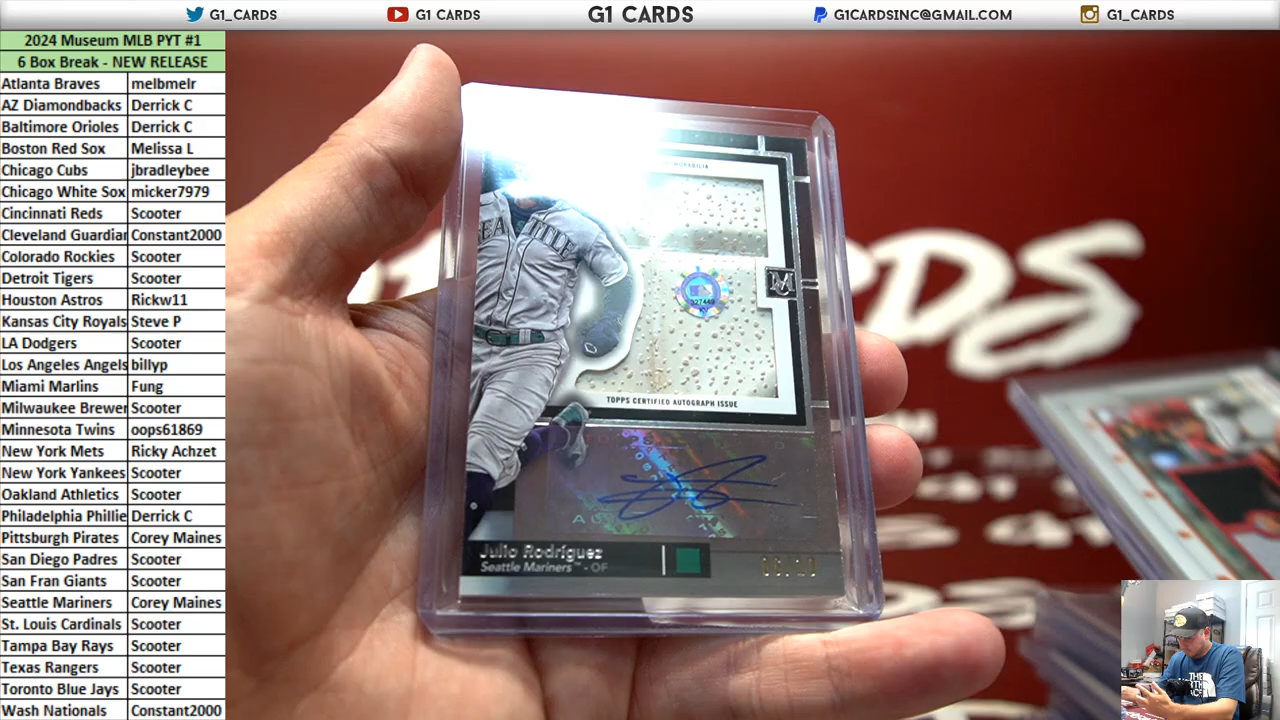 G1_CARDS
G1 CARDS
G1 CARDS
G1CARDSINC@GMAIL.COM
G1_CARDS
2024 Museum MLB PYT #1
6 Box Break - NEW RELEASE
Atlanta Braves melbmelr
AZ Diamondbacks Derrick C
Baltimore Orioles Derrick C
Boston Red Sox Melissa L
Chicago Cubs jbradleybee
Chicago White Sox micker7979
Cincinnati Reds Scooter
Cleveland Guardian Constant2000
Colorado Rockies Scooter
Detroit Tigers Scooter
Houston Astros Rickw11
Kansas City Royals Steve P
LA Dodgers Scooter
Los Angeles Angels billyp
Miami Marlins Fung
Milwaukee Brewer Scooter
Minnesota Twins oops61869
New York Mets Ricky Achzet
New York Yankees Scooter
Oakland Athletics Scooter
Philadelphia Phillie Derrick C
Pittsburgh Pirates Corey Maines
San Diego Padres Scooter
San Fran Giants Scooter
Seattle Mariners Corey Maines
St. Louis Cardinals Scooter
Tampa Bay Rays Scooter
Texas Rangers Scooter
Toronto Blue Jays Scooter
Wash Nationals Constant2000
SEATTLE
M
TOPPS CERTIFIED AUTOGRAPH ISSUE
Julio Rodríguez
Seattle Mariners™ - OF